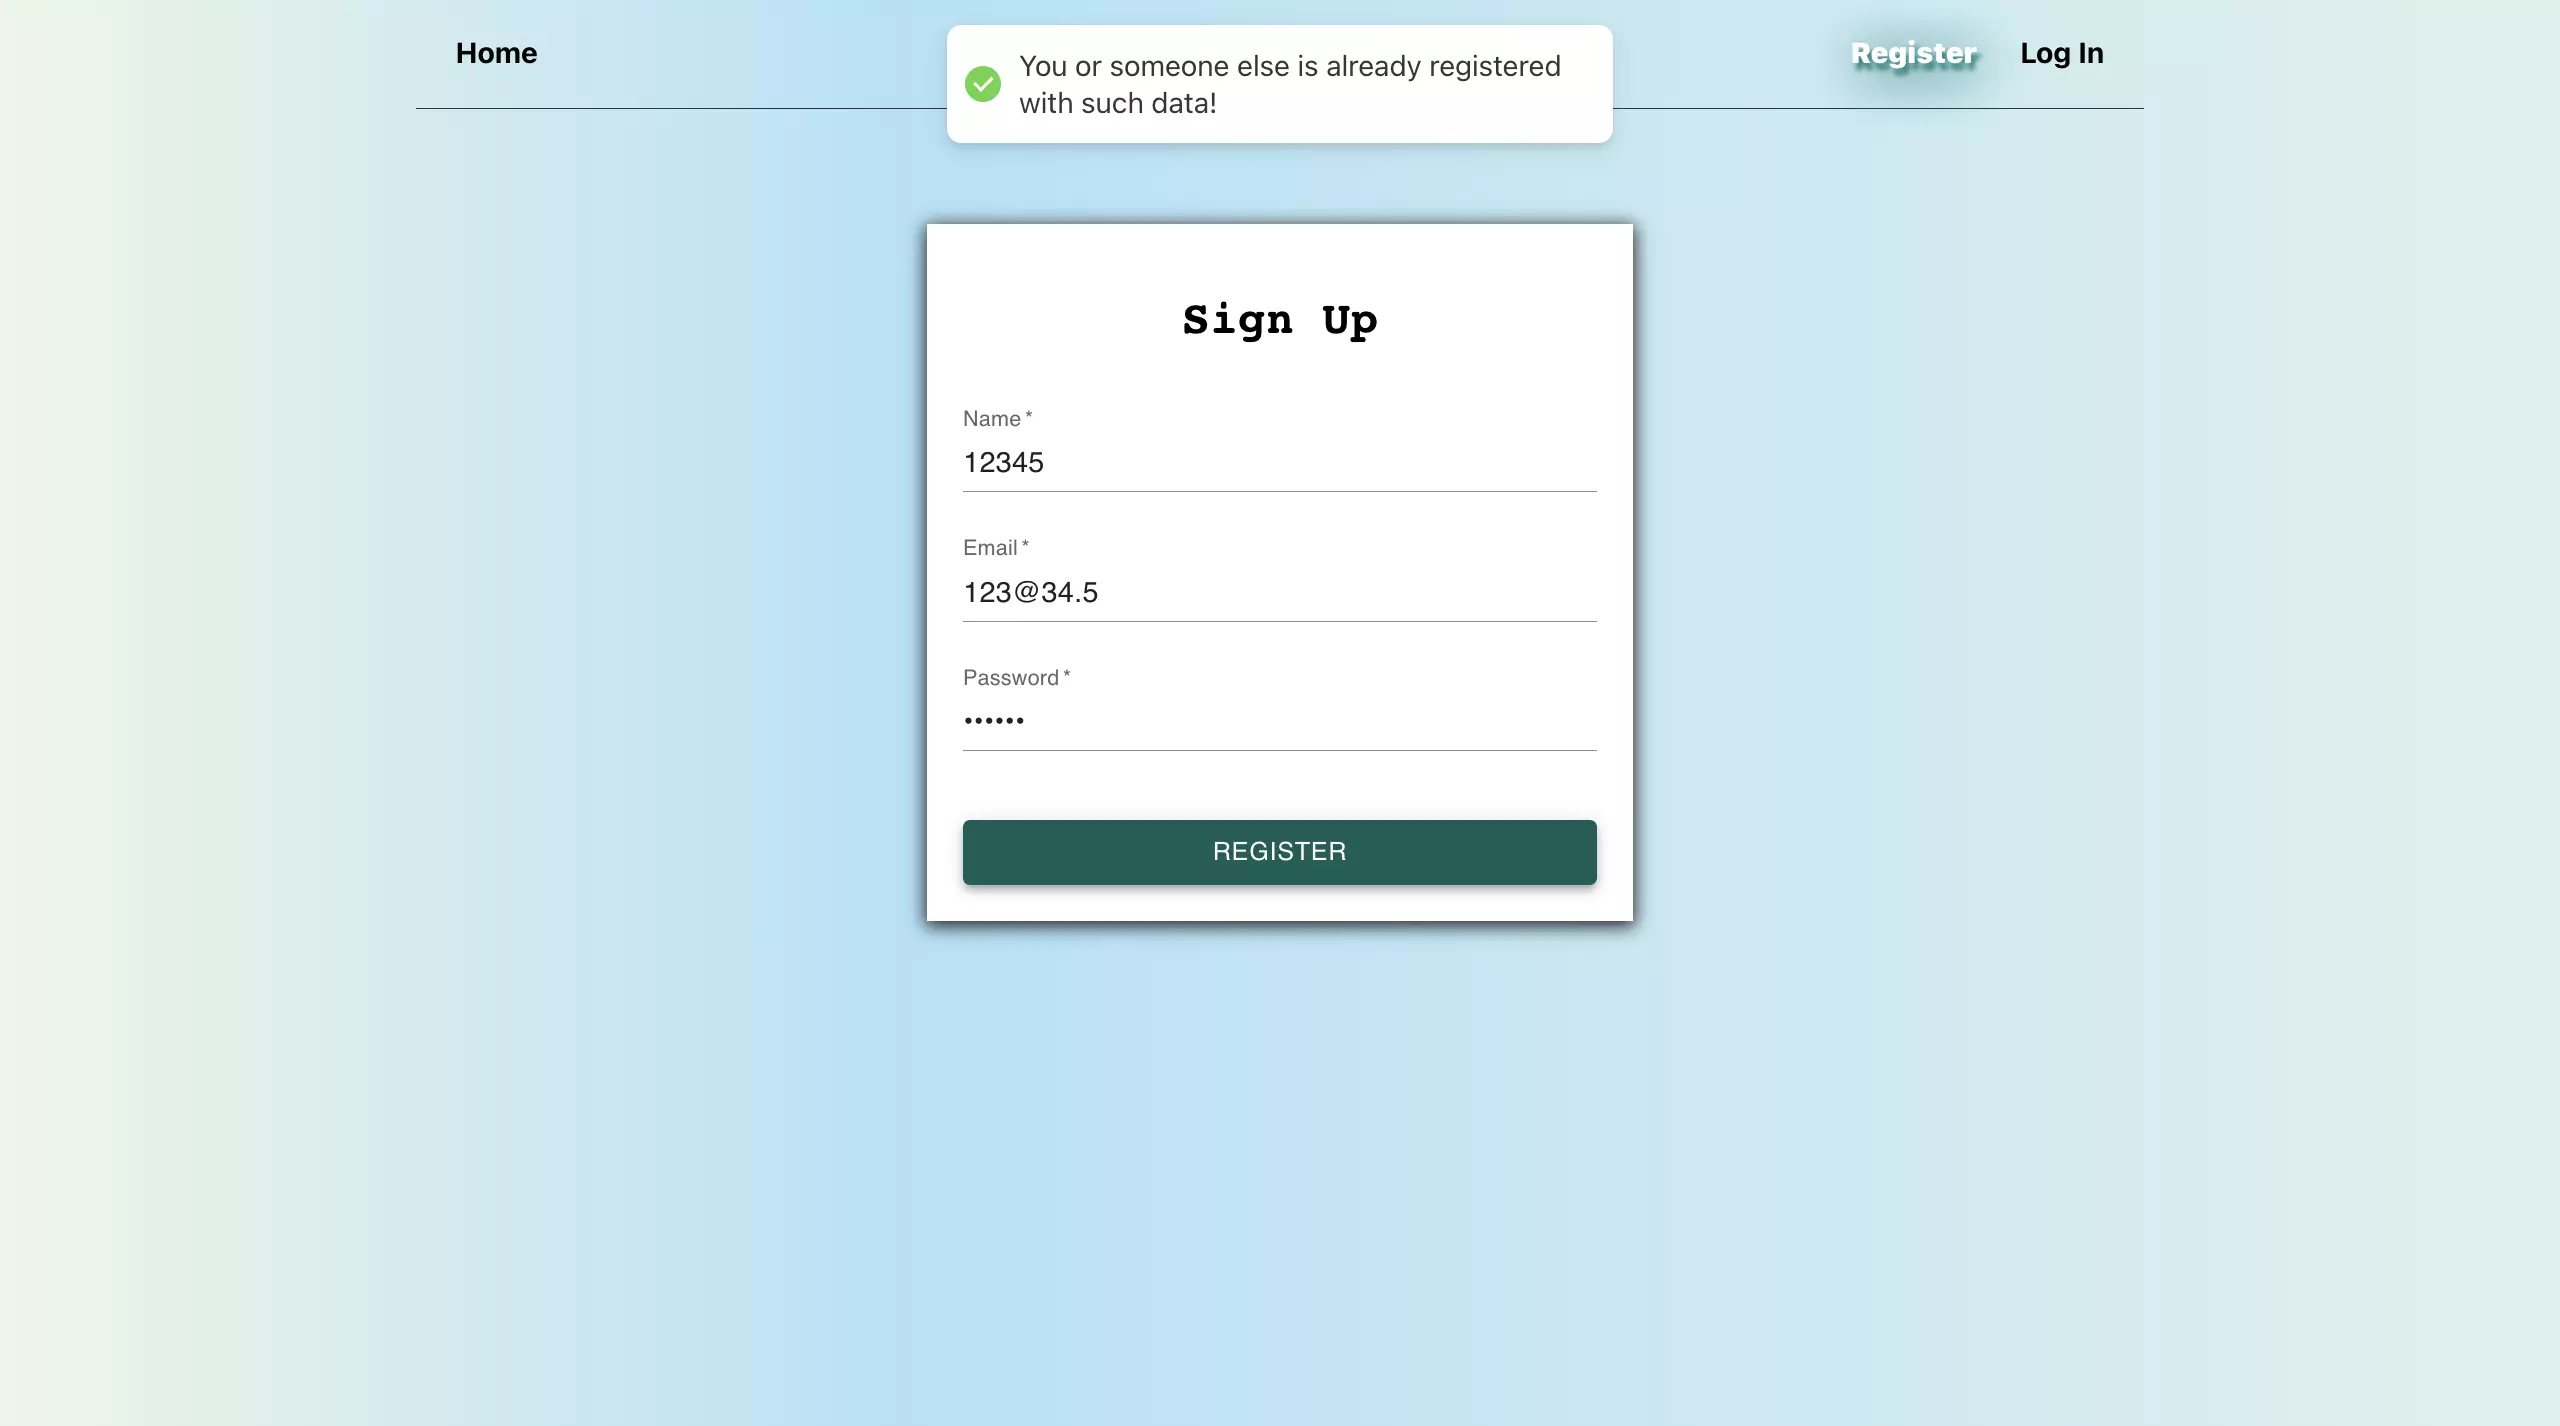 Home
You or someone else is already registered
with such data!
Register
Log In
Sign Up
Name *
12345
Email *
123@34.5
Password *
••••••
REGISTER